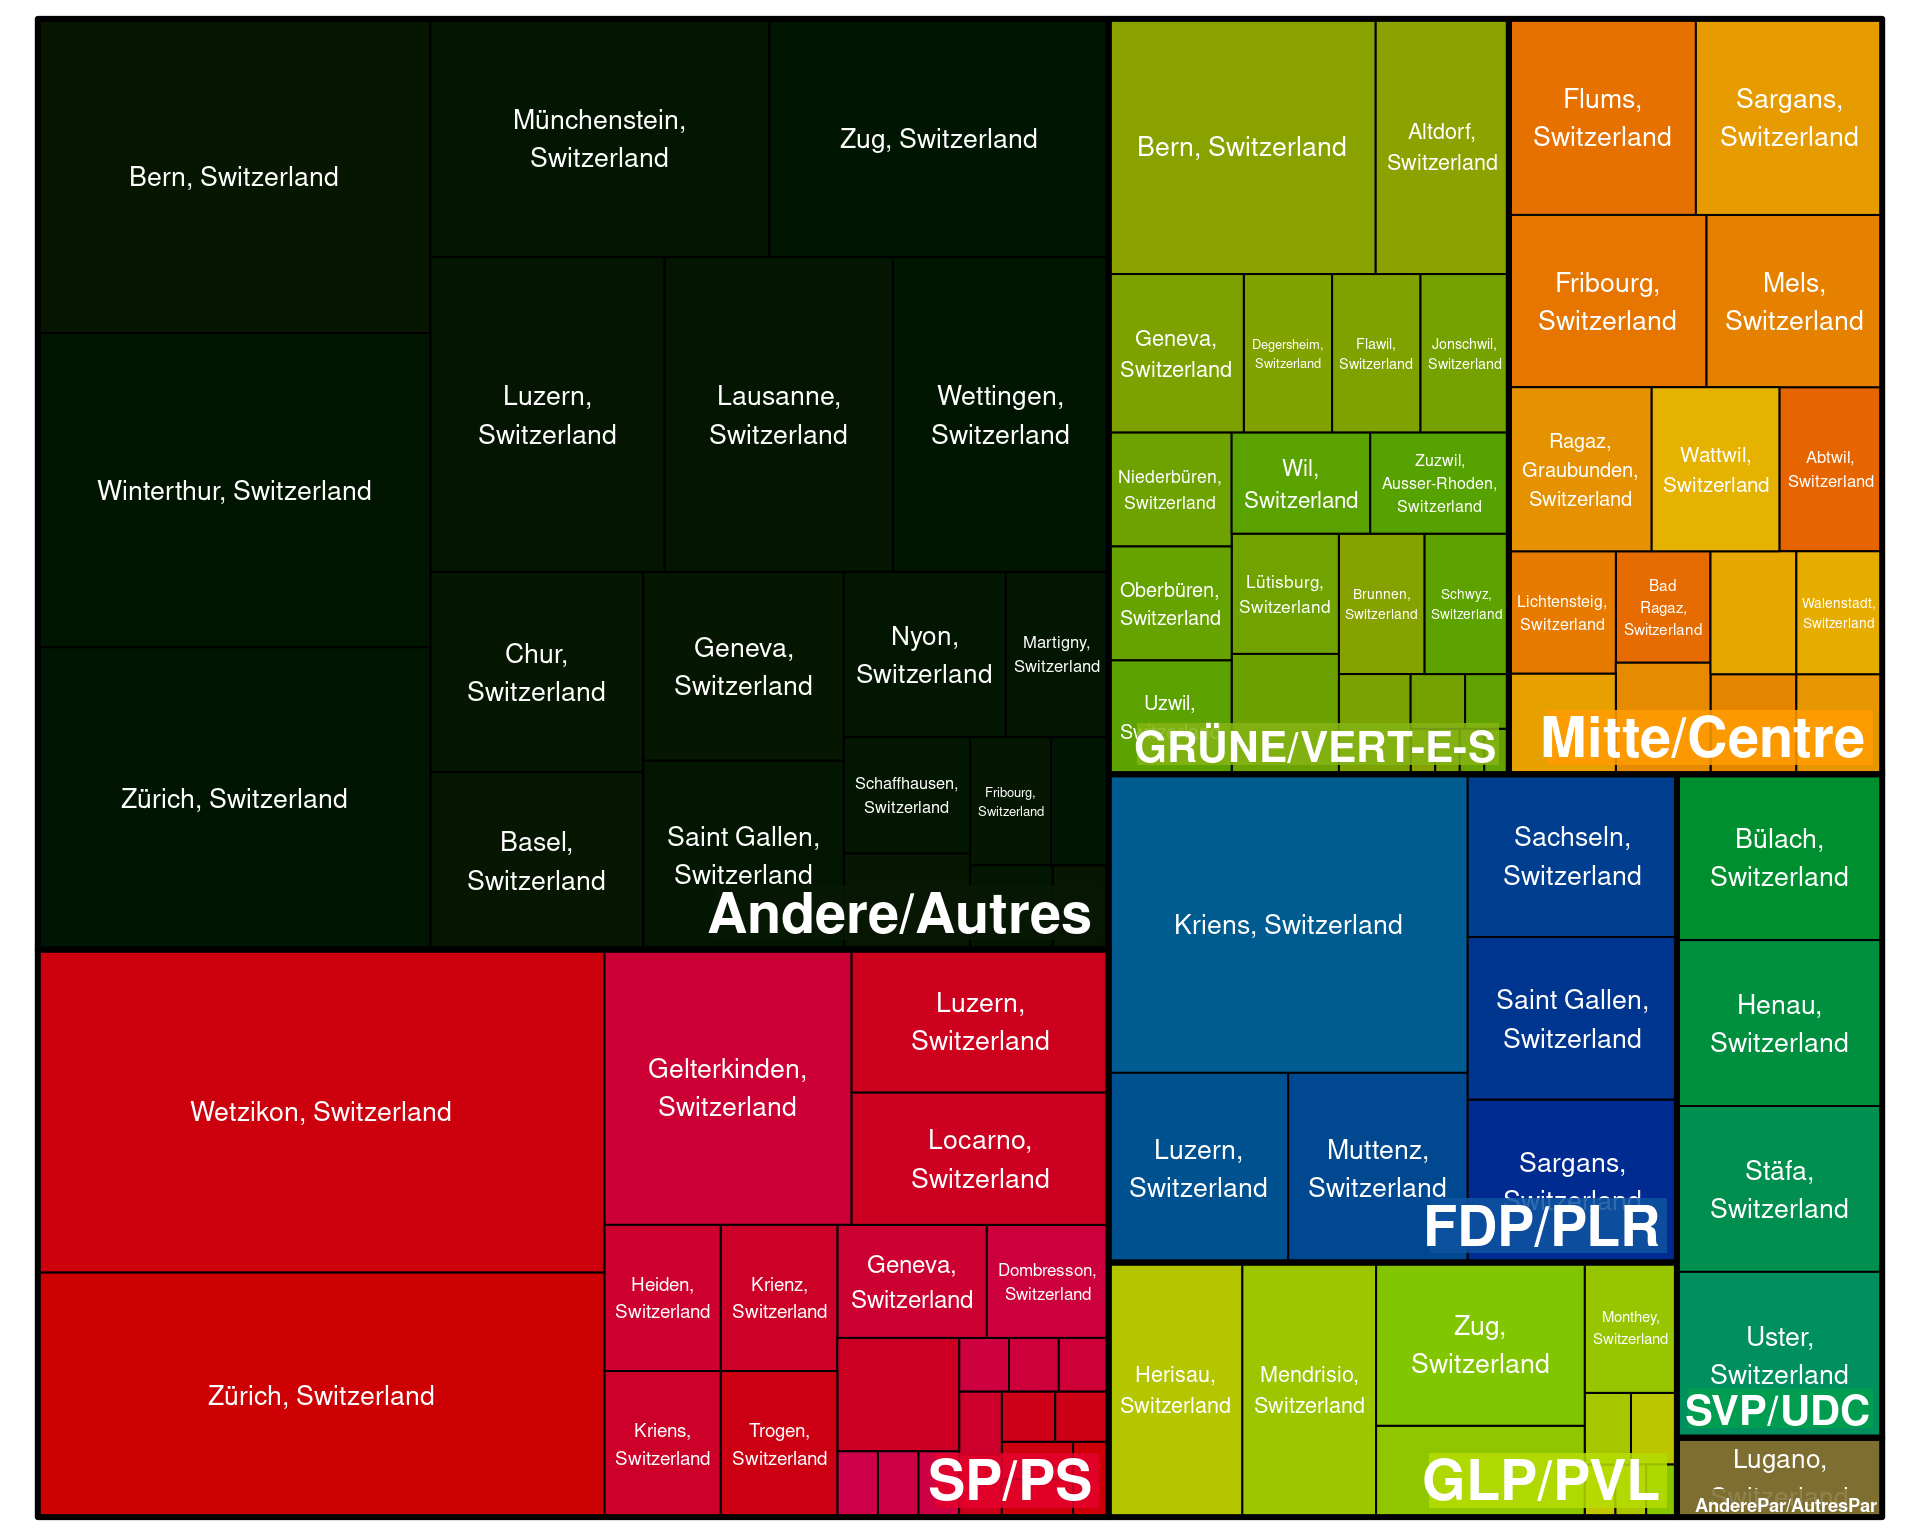 Bern, Switzerland
Winterthur, Switzerland
Zürich, Switzerland
Münchenstein,
Switzerland
Zug, Switzerland
Luzern,
Switzerland
Lausanne,
Switzerland
Wettingen,
Switzerland
Chur,
Switzerland
Geneva,
Switzerland
Nyon,
Switzerland
Martigny,
Switzerland
Basel,
Switzerland
Saint Gallen,
Switzerland
Schaffhausen,
Switzerland
Fribourg,
Switzerland
Andere/Autres
Wetzikon, Switzerland
Zürich, Switzerland
Gelterkinden,
Switzerland
Luzern,
Switzerland
Locarno,
Switzerland
Heiden,
Switzerland
Krienz,
Switzerland
Geneva,
Switzerland
Dombresson,
Switzerland
Kriens,
Switzerland
Trogen,
Switzerland
SP/PS
Bern, Switzerland
Altdorf,
Switzerland
Geneva,
Switzerland
Degersheim,
Switzerland
Flawil,
Switzerland
Jonschwil,
Switzerland
Niederbüren,
Switzerland
Wil,
Switzerland
Zuzwil,
Ausser-Rhoden,
Switzerland
Oberbüren,
Switzerland
Lütisburg,
Switzerland
Brunnen,
Switzerland
Schwyz,
Switzerland
Uzwil,
Switzerland
GRÜNE/VERT-E-S
Flums,
Switzerland
Sargans,
Switzerland
Fribourg,
Switzerland
Mels,
Switzerland
Ragaz,
Graubunden,
Switzerland
Wattwil,
Switzerland
Abtwil,
Switzerland
Lichtensteig,
Switzerland
Bad
Ragaz,
Switzerland
Walenstadt,
Switzerland
Mitte/Centre
Kriens, Switzerland
Sachseln,
Switzerland
Saint Gallen,
Switzerland
Luzern,
Switzerland
Muttenz,
Switzerland
Sargans,
Switzerland
FDP/PLR
Bülach,
Switzerland
Henau,
Switzerland
Stäfa,
Switzerland
Uster,
Switzerland
SVP/UDC
Herisau,
Switzerland
Mendrisio,
Switzerland
Zug,
Switzerland
Monthey,
Switzerland
GLP/PVL
Lugano,
Switzerland
AnderePar/AutresPar